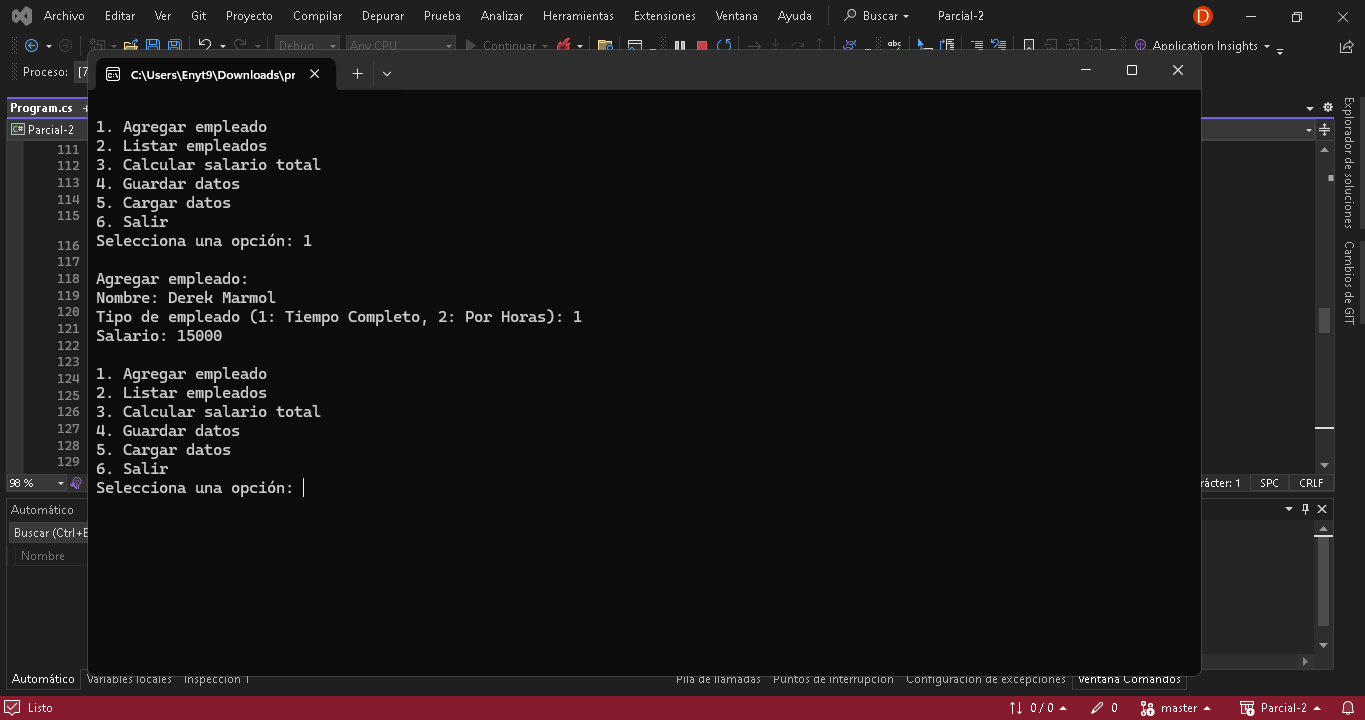 Archivo Editar Ver Git Proyecto Compilar Depurar Prueba Analizar Herramientas Extensiones Ventana Ayuda Buscar Parcial-2 D
Debug Any CPU Continuar abc Application Insights
Proceso: [7
C:\Users\Enyt9\Downloads\pr
Program.cs
C# Parcial-2
111
112
113
114
115
116
117
118
119
120
121
122
123
124
125
126
127
128
129
1. Agregar empleado
2. Listar empleados
3. Calcular salario total
4. Guardar datos
5. Cargar datos
6. Salir
Selecciona una opción: 1
Agregar empleado:
Nombre: Derek Marmol
Tipo de empleado (1: Tiempo Completo, 2: Por Horas): 1
Salario: 15000
1. Agregar empleado
2. Listar empleados
3. Calcular salario total
4. Guardar datos
5. Cargar datos
6. Salir
Selecciona una opción:
Explorador de soluciones
Cambios de GIT
98 %
rácter: 1 SPC CRLF
Automático
Buscar (Ctrl+E
Nombre
Automático Variables locales Inspección 1
Pila de llamadas Puntos de interrupción Configuración de excepciones Ventana Comandos
Listo 0 / 0 0 master Parcial-2